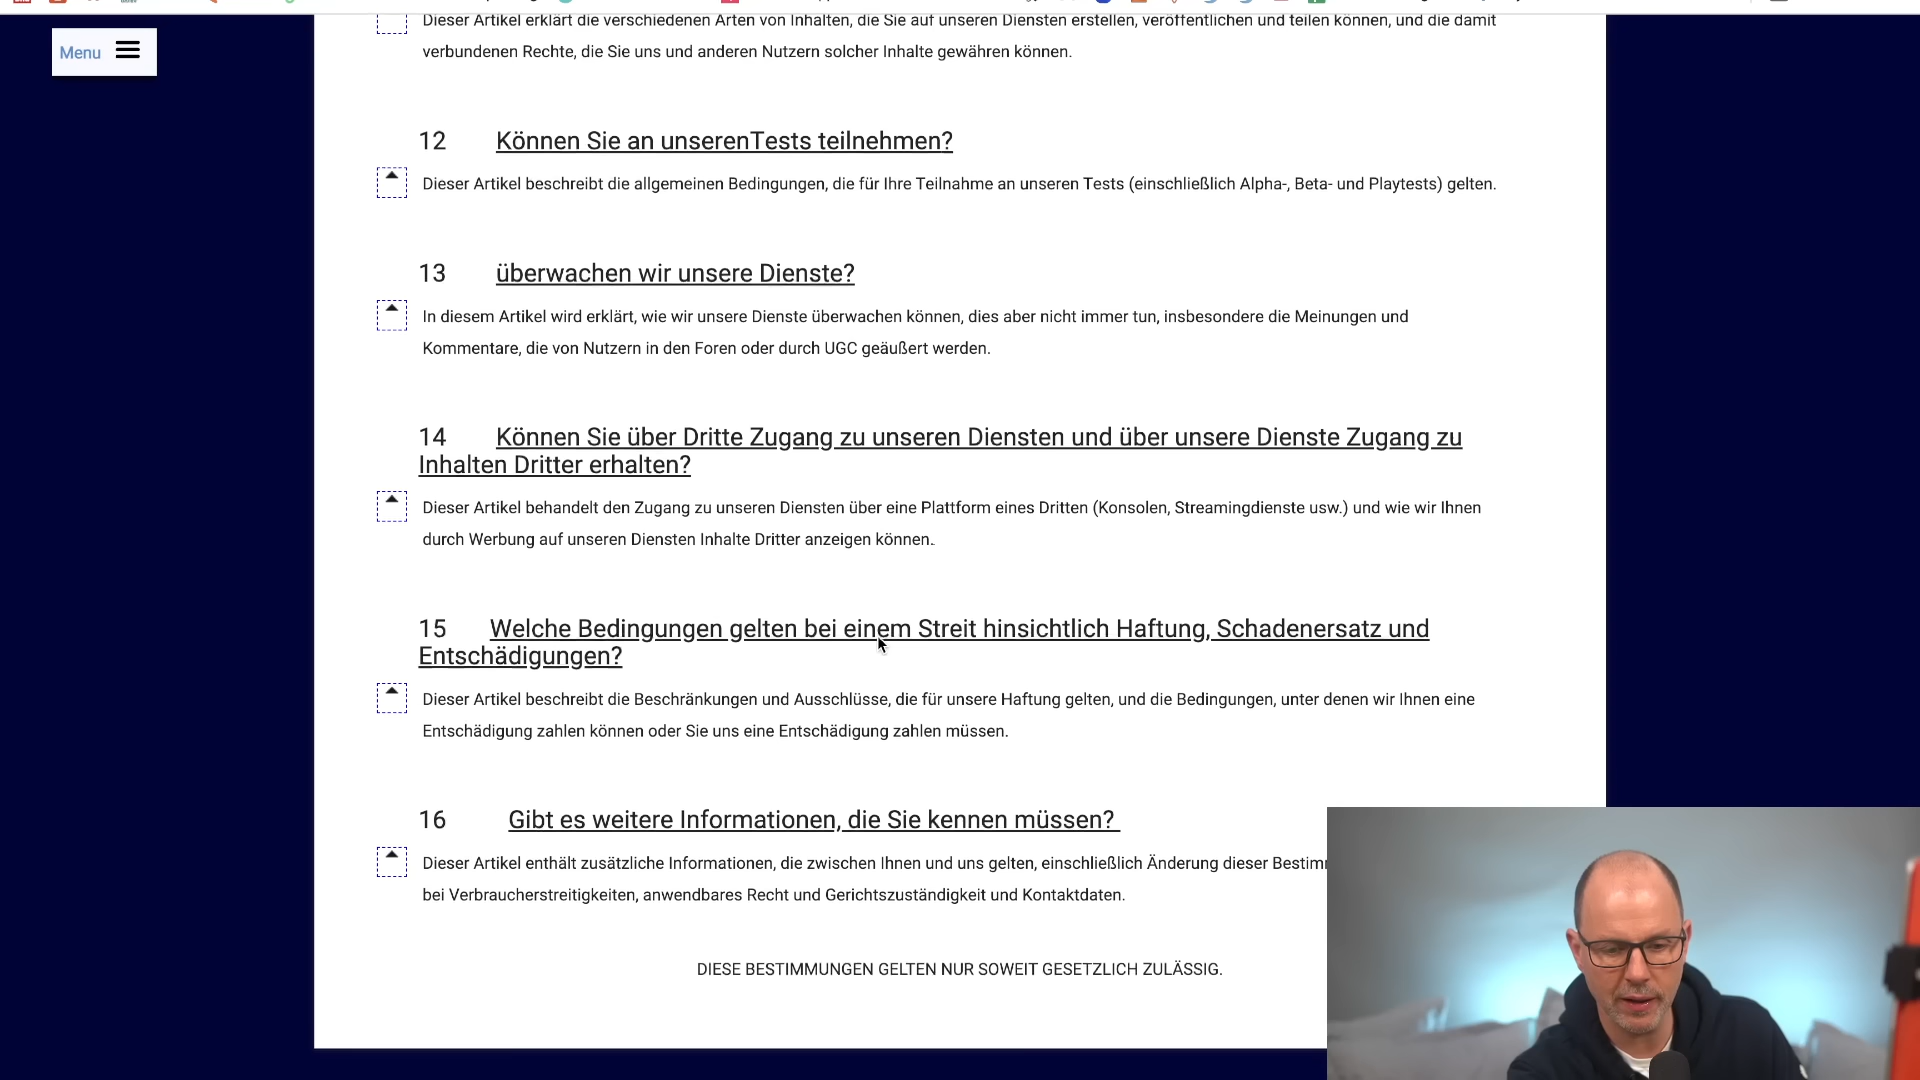 Dieser Artikel erklärt die verschiedenen Arten von Inhalten, die Sie auf unseren Diensten erstellen, veröffentlichen und teilen können, und die damit
Menu
verbundenen Rechte, die Sie uns und anderen Nutzern solcher Inhalte gewähren können.
12 Können Sie an unserenTests teilnehmen?
Dieser Artikel beschreibt die allgemeinen Bedingungen, die für Ihre Teilnahme an unseren Tests (einschließlich Alpha-, Beta- und Playtests) gelten.
13 überwachen wir unsere Dienste?
In diesem Artikel wird erklärt, wie wir unsere Dienste überwachen können, dies aber nicht immer tun, insbesondere die Meinungen und
Kommentare, die von Nutzern in den Foren oder durch UGC geäußert werden.
14 Können Sie über Dritte Zugang zu unseren Diensten und über unsere Dienste Zugang zu
Inhalten Dritter erhalten?
Dieser Artikel behandelt den Zugang zu unseren Diensten über eine Plattform eines Dritten (Konsolen, Streamingdienste usw.) und wie wir Ihnen
durch Werbung auf unseren Diensten Inhalte Dritter anzeigen können.
15 Welche Bedingungen gelten bei einem Streit hinsichtlich Haftung, Schadenersatz und
Entschädigungen?
Dieser Artikel beschreibt die Beschränkungen und Ausschlüsse, die für unsere Haftung gelten, und die Bedingungen, unter denen wir Ihnen eine
Entschädigung zahlen können oder Sie uns eine Entschädigung zahlen müssen.
16 Gibt es weitere Informationen, die Sie kennen müssen?
Dieser Artikel enthält zusätzliche Informationen, die zwischen Ihnen und uns gelten, einschließlich Änderung dieser
bei Verbraucherstreitigkeiten, anwendbares Recht und Gerichtszuständigkeit und Kontaktdaten.
DIESE BESTIMMUNGEN GELTEN NUR SOWEIT GESETZLICH ZULÄSSIG.